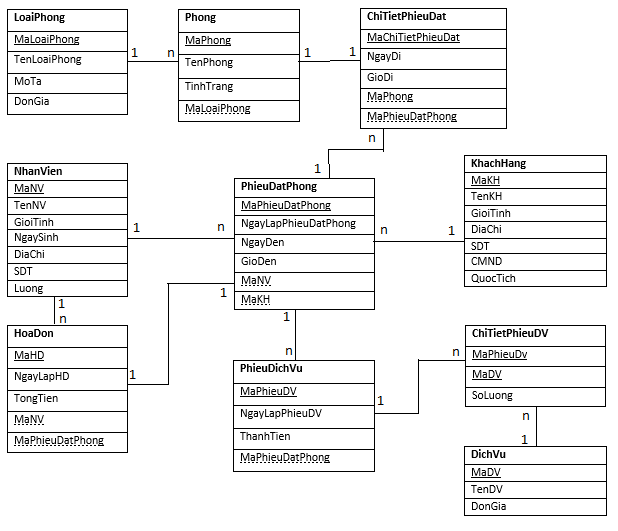 LoaiPhong
MaLoaiPhong
TenLoaiPhong
MoTa
DonGia
1
n
Phong
MaPhong
TenPhong
TinhTrang
MaLoaiPhong
1
1
ChiTietPhieuDat
MaChiTietPhieuDat
NgayDi
GioDi
MaPhong
MaPhieuDatPhong
n
1
NhanVien
MaNV
TenNV
GioiTinh
NgaySinh
DiaChi
SDT
Luong
1
n
PhieuDatPhong
MaPhieuDatPhong
NgayLapPhieuDatPhong
NgayDen
GioDen
MaNV
MaKH
n
1
KhachHang
MaKH
TenKH
GioiTinh
DiaChi
SDT
CMND
QuocTich
1
n
1
1
HoaDon
MaHD
NgayLapHD
TongTien
MaNV
MaPhieuDatPhong
1
n
PhieuDichVu
MaPhieuDV
NgayLapPhieuDV
ThanhTien
MaPhieuDatPhong
1
n
ChiTietPhieuDV
MaPhieuDv
MaDV
SoLuong
n
1
DichVu
MaDV
TenDV
DonGia